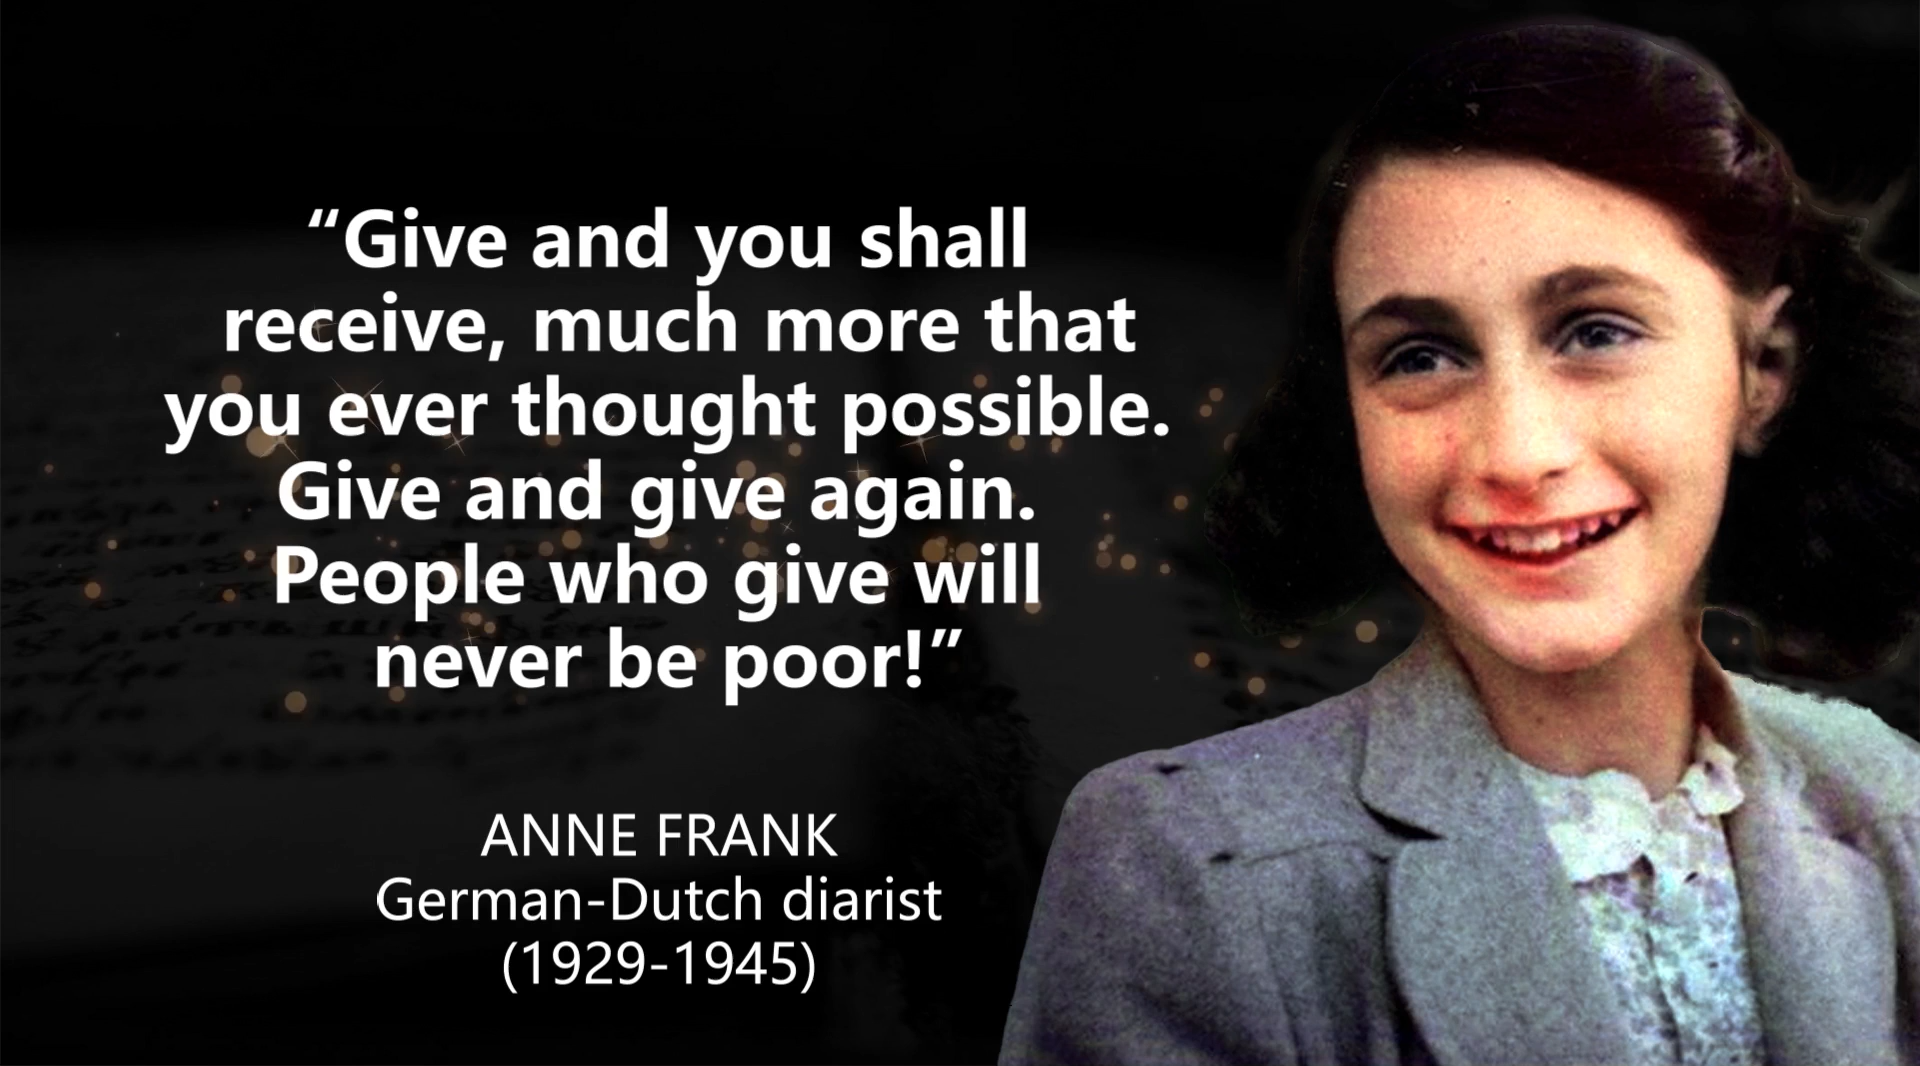 “Give and you shall
receive, much more that
you ever thought possible.
Give and give again.
People who give will
never be poor!”
ANNE FRANK
German-Dutch diarist
(1929-1945)